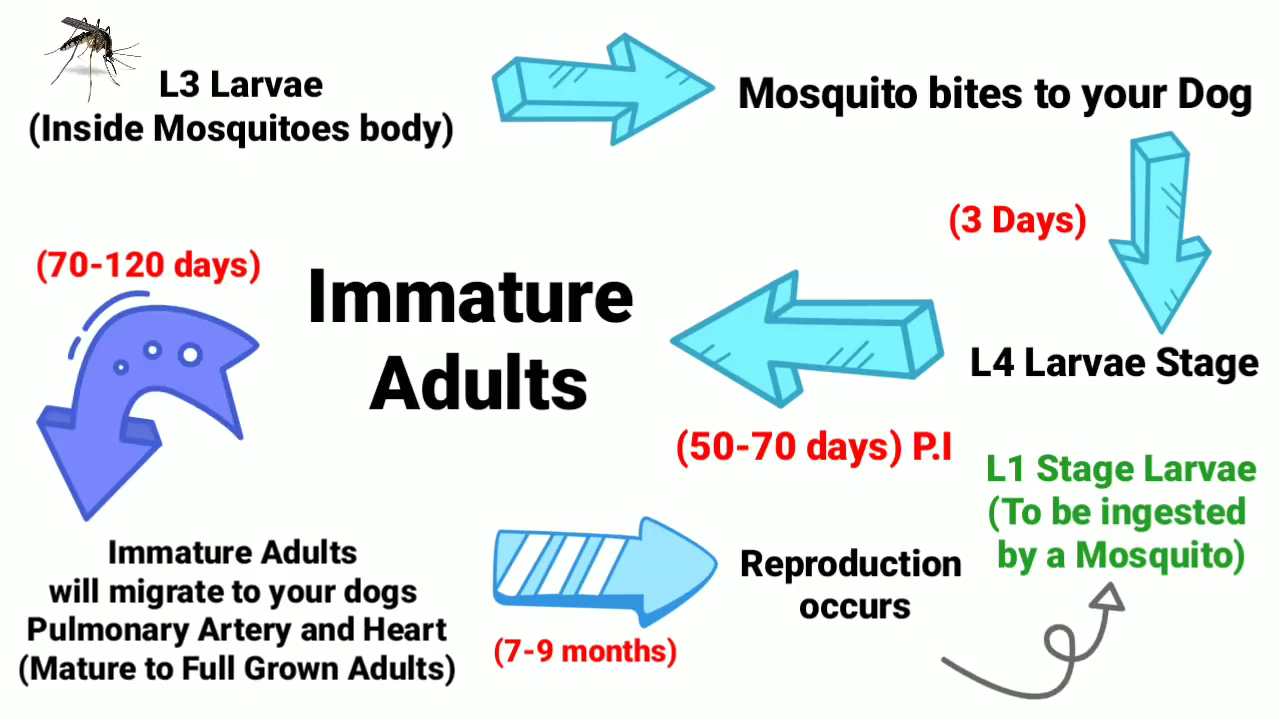 L3 Larvae
(Inside Mosquitoes body)
Mosquito bites to your Dog
(3 Days)
L4 Larvae Stage
(50-70 days) P.I
Immature
Adults
(70-120 days)
Immature Adults
will migrate to your dogs
Pulmonary Artery and Heart
(Mature to Full Grown Adults)
(7-9 months)
Reproduction
occurs
L1 Stage Larvae
(To be ingested
by a Mosquito)